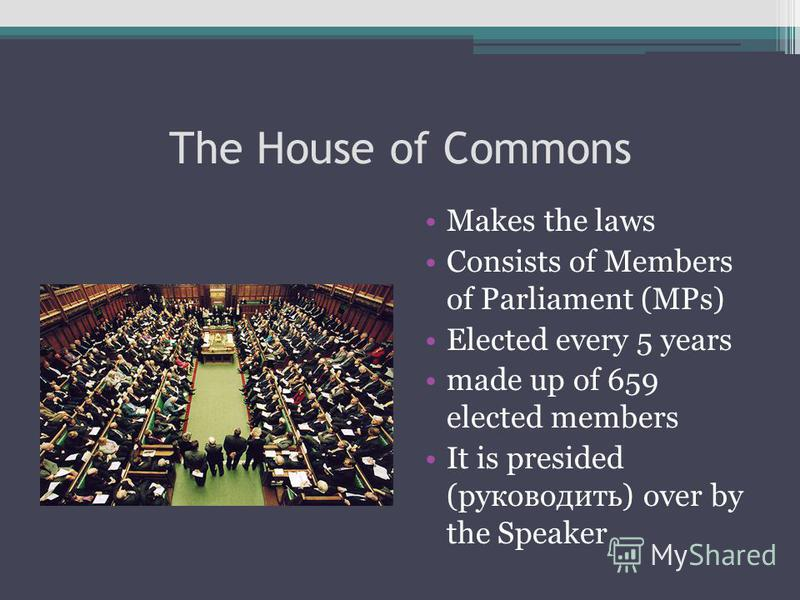 The House of Commons
• Makes the laws
• Consists of Members
of Parliament (MPs)
• Elected every 5 years
• made up of 659
elected members
• It is presided
(руководить) over by
the Speaker
MyShared